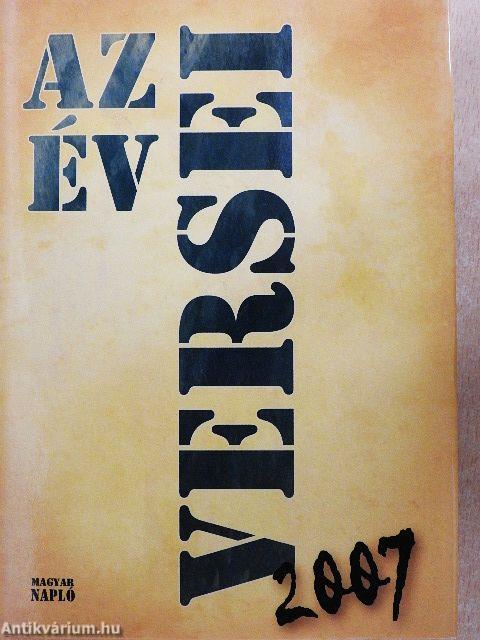 AZ
ÉV
VERSEI
2007
MAGYAR
NAPLÓ
Antikvárium.hu